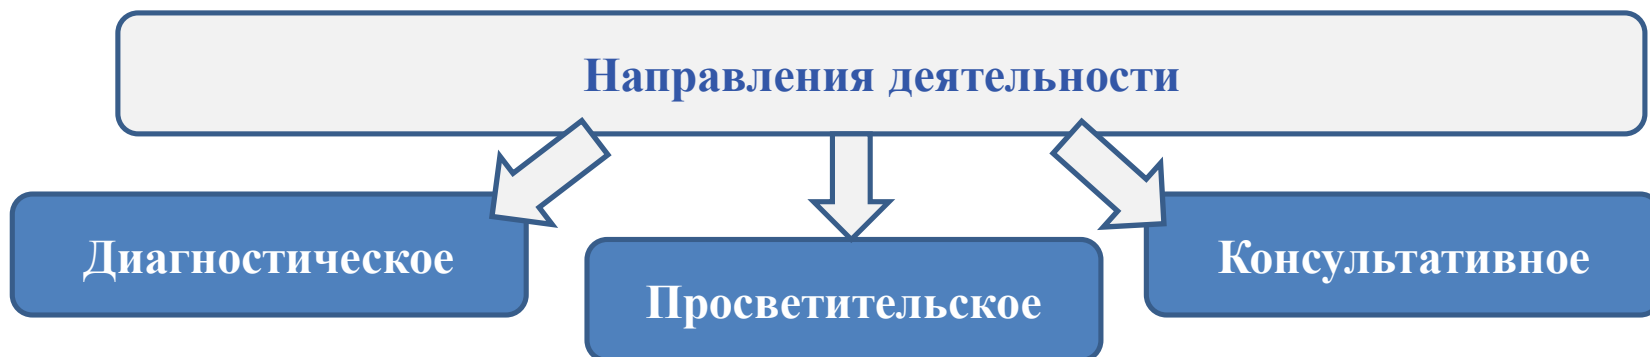 Направления деятельности
Диагностическое
Просветительское
Консультативное